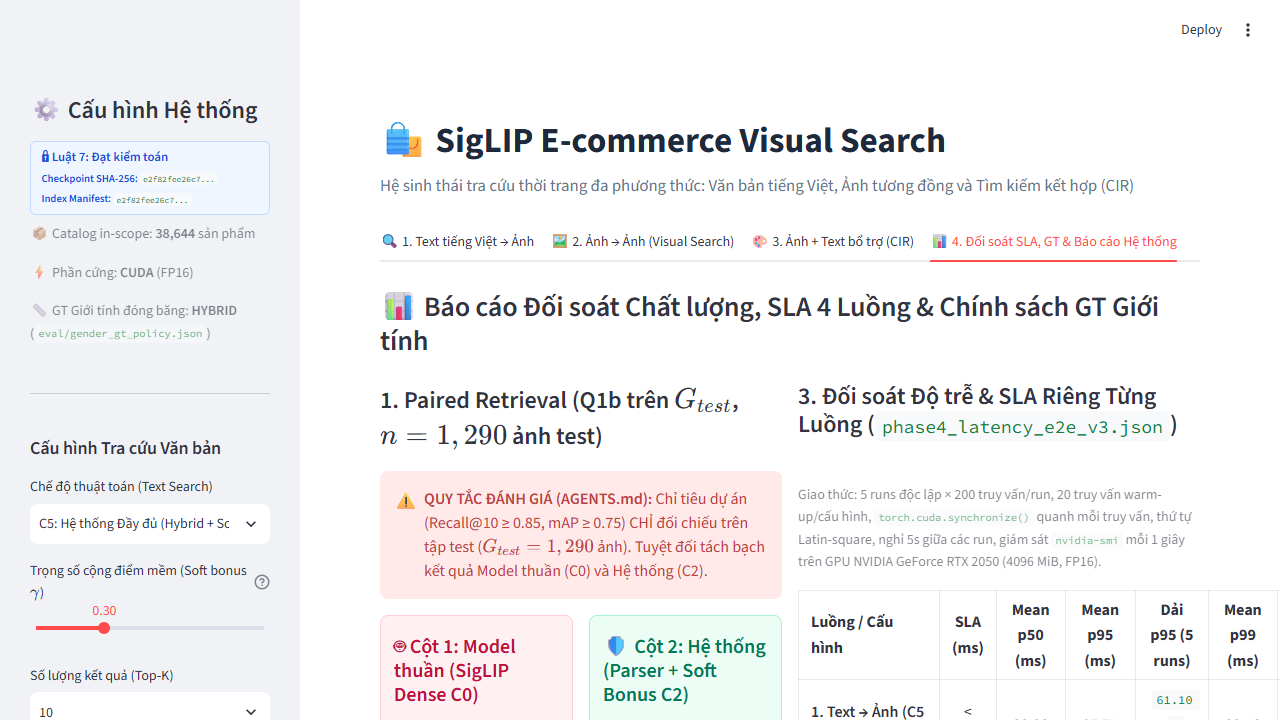 Deploy
Cấu hình Hệ thống
Luật 7: Đạt kiểm toán
Checkpoint SHA-256: e2f82fee26c7...
Index Manifest: e2f82fee26c7...
Catalog in-scope: 38,644 sản phẩm
Phần cứng: CUDA (FP16)
GT Giới tính đóng băng: HYBRID
( eval/gender_gt_policy.json )
Cấu hình Tra cứu Văn bản
Chế độ thuật toán (Text Search)
C5: Hệ thống Đầy đủ (Hybrid + Sc
Trọng số cộng điểm mềm (Soft bonus
γ)
0.30
Số lượng kết quả (Top-K)
10
SigLIP E-commerce Visual Search
Hệ sinh thái tra cứu thời trang đa phương thức: Văn bản tiếng Việt, Ảnh tương đồng và Tìm kiếm kết hợp (CIR)
1. Text tiếng Việt → Ảnh
2. Ảnh → Ảnh (Visual Search)
3. Ảnh + Text bổ trợ (CIR)
4. Đối soát SLA, GT & Báo cáo Hệ thống
Báo cáo Đối soát Chất lượng, SLA 4 Luồng & Chính sách GT Giới
tính
1. Paired Retrieval (Q1b trên G_test,
n = 1,290 ảnh test)
QUY TẮC ĐÁNH GIÁ (AGENTS.md): Chỉ tiêu dự án
(Recall@10 ≥ 0.85, mAP ≥ 0.75) CHỈ đối chiếu trên
tập test (G_test = 1,290 ảnh). Tuyệt đối tách bạch
kết quả Model thuần (C0) và Hệ thống (C2).
Cột 1: Model
thuần (SigLIP
Dense C0)
Cột 2: Hệ thống
(Parser + Soft
Bonus C2)
3. Đối soát Độ trễ & SLA Riêng Từng
Luồng ( phase4_latency_e2e_v3.json )
Giao thức: 5 runs độc lập × 200 truy vấn/run, 20 truy vấn warm-
up/cấu hình, torch.cuda.synchronize() quanh mỗi truy vấn, thứ tự
Latin-square, nghỉ 5s giữa các run, giám sát nvidia-smi mỗi 1 giây
trên GPU NVIDIA GeForce RTX 2050 (4096 MiB, FP16).
Luồng / Cấu
hình
SLA
(ms)
Mean
p50
(ms)
Mean
p95
(ms)
Dải
p95 (5
runs)
Mean
p99
(ms)
1. Text → Ảnh (C5
<
61.10